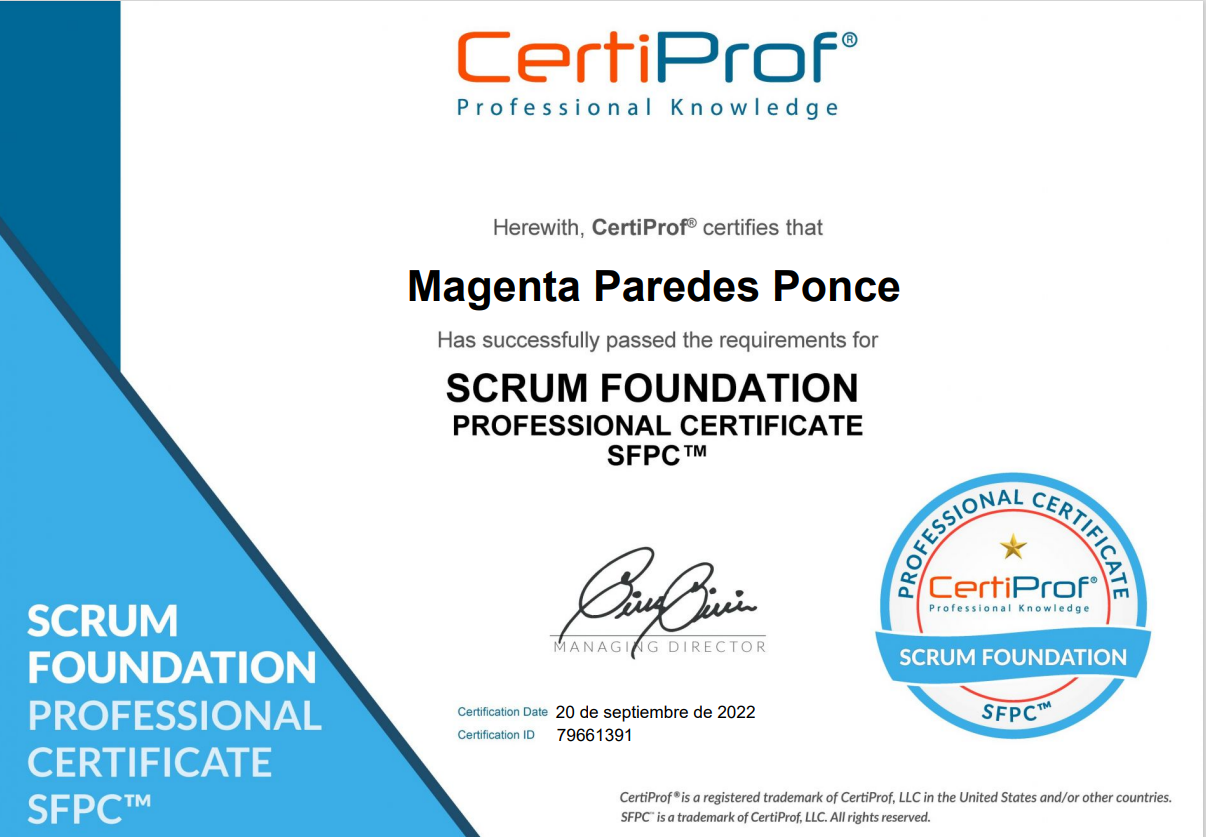 CertiProf®
Professional Knowledge
Herewith, CertiProf® certifies that
Magenta Paredes Ponce
Has successfully passed the requirements for
SCRUM FOUNDATION
PROFESSIONAL CERTIFICATE
SFPC™
MANAGING DIRECTOR
Certification Date 20 de septiembre de 2022
Certification ID 79661391
SCRUM
FOUNDATION
PROFESSIONAL
CERTIFICATE
SFPC™
PROFESSIONAL CERTIFICATE
CertiProf®
Professional Knowledge
SCRUM FOUNDATION
SFPC™
CertiProf® is a registered trademark of CertiProf, LLC in the United States and/or other countries.
SFPC™ is a trademark of CertiProf, LLC. All rights reserved.